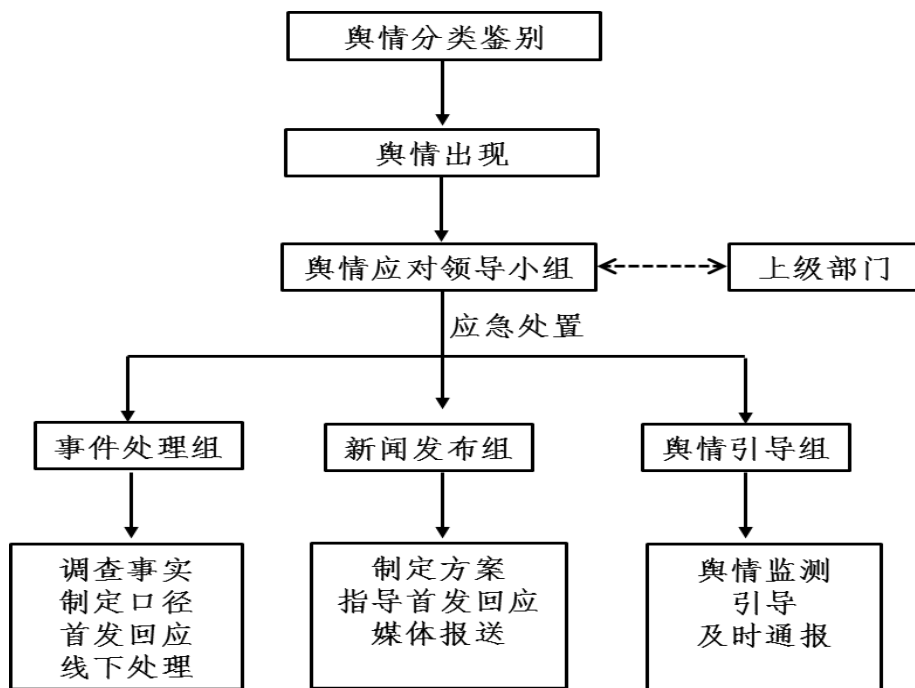 舆情分类鉴别
舆情出现
舆情应对领导小组
上级部门
应急处置
事件处理组
新闻发布组
舆情引导组
调查事实
制定口径
首发回应
线下处理
制定方案
指导首发回应
媒体报送
舆情监测
引导
及时通报